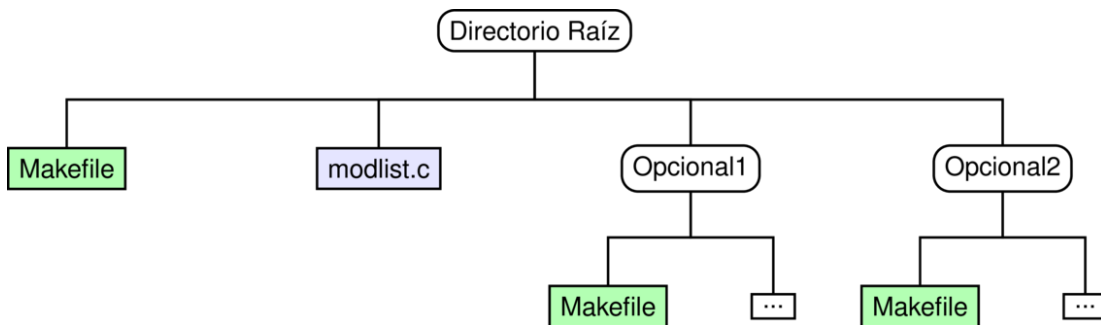 Directorio Raíz
Makefile
modlist.c
Opcional1
Opcional2
Makefile
...
Makefile
...